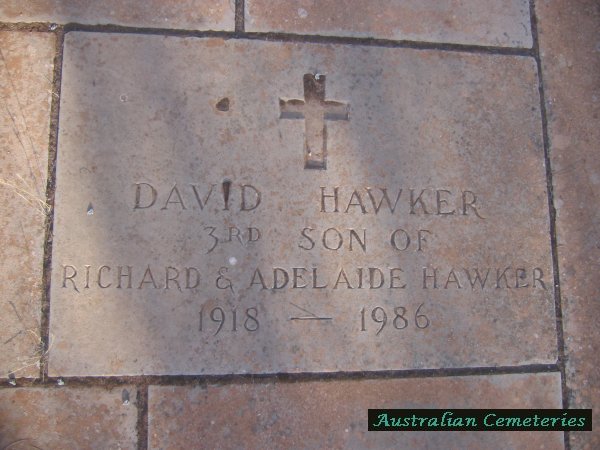 DAVID HAWKER
3RD SON OF
RICHARD & ADELAIDE HAWKER
1918 — 1986
Australian Cemeteries